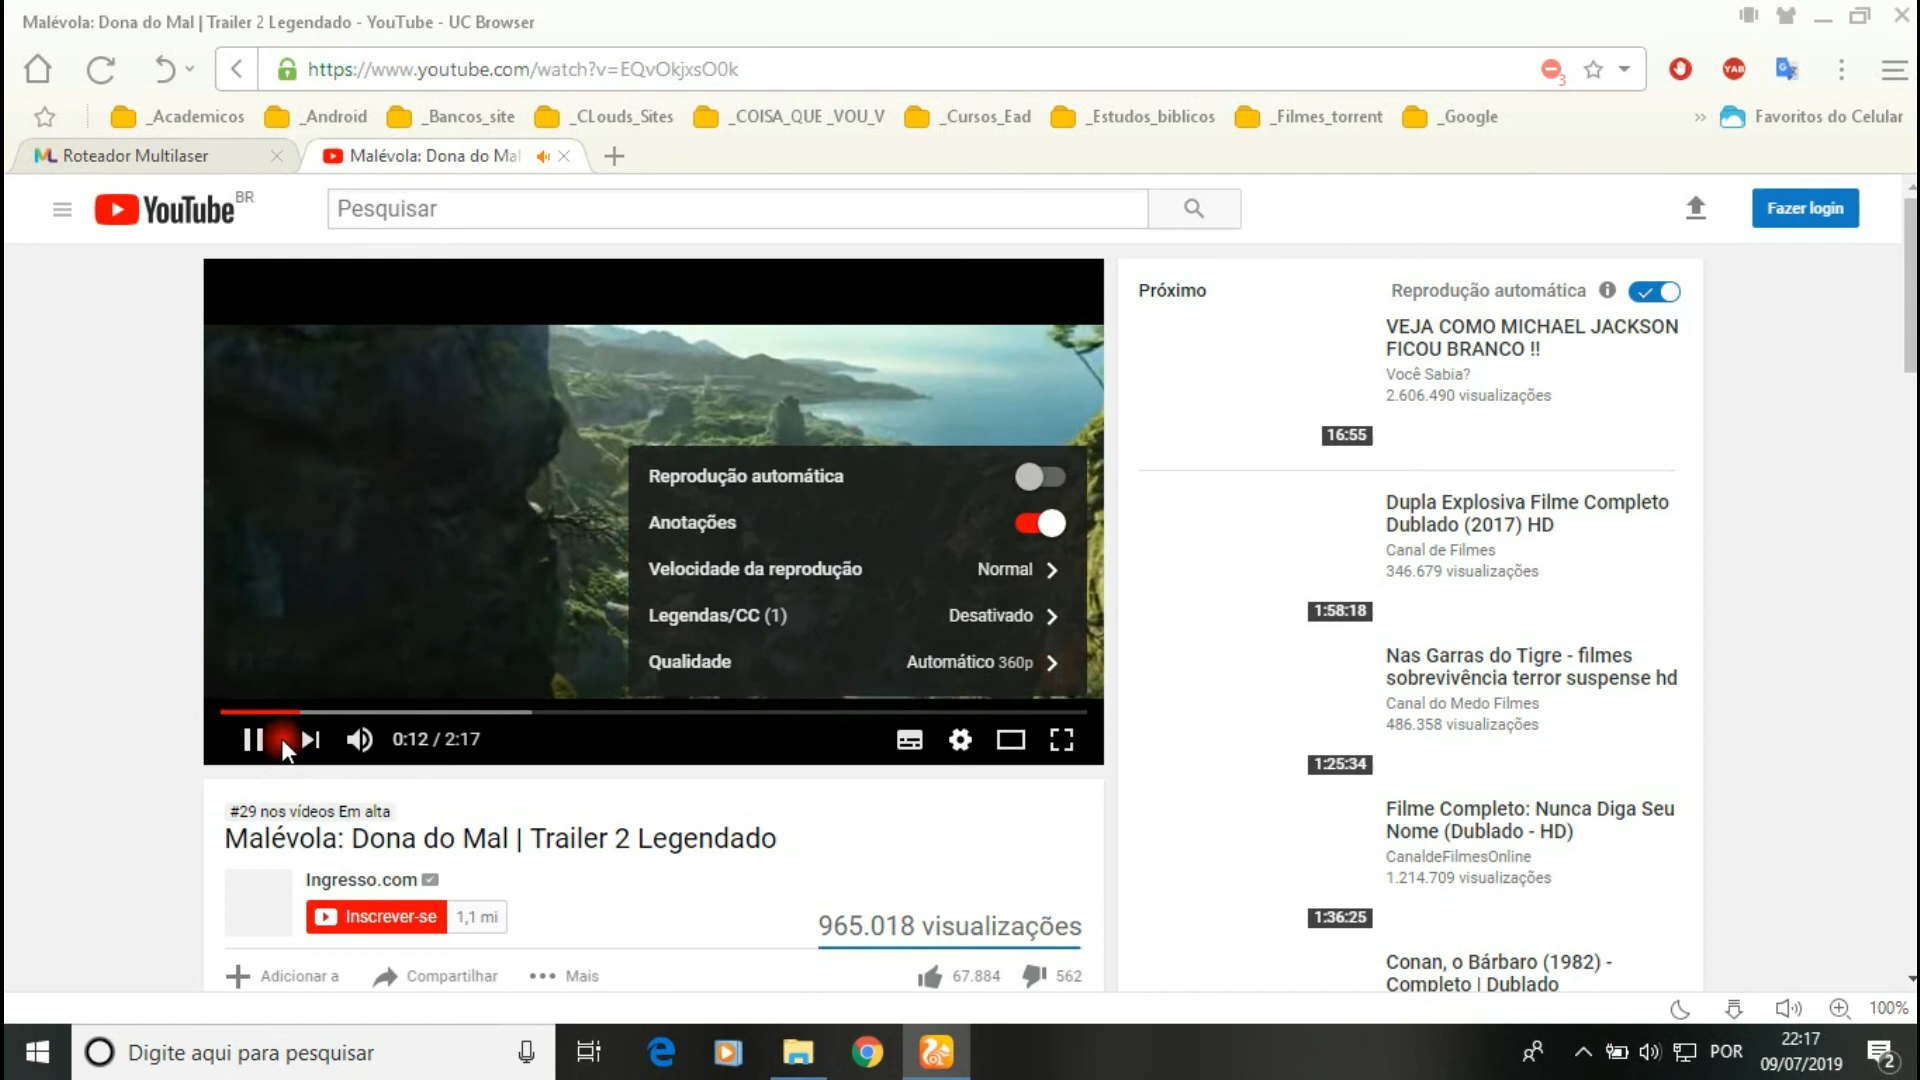 Malévola: Dona do Mal | Trailer 2 Legendado - YouTube - UC Browser
https://www.youtube.com/watch?v=EQvOkjxsO0k
3
YAB
_Academicos
_Android
_Bancos_site
_CLouds_Sites
_COISA_QUE_VOU_V
_Cursos_Ead
_Estudos_biblicos
_Filmes_torrent
_Google
»
Favoritos do Celular
ML Roteador Multilaser
Malévola: Dona do Mal
YouTube BR
Pesquisar
Fazer login
Reprodução automática
Anotações
Velocidade da reprodução Normal
Legendas/CC (1) Desativado
Qualidade Automático 360p
0:12 / 2:17
#29 nos vídeos Em alta
Malévola: Dona do Mal | Trailer 2 Legendado
Ingresso.com
Inscrever-se 1,1 mi
965.018 visualizações
Adicionar a Compartilhar Mais 67.884 562
Próximo Reprodução automática
VEJA COMO MICHAEL JACKSON
FICOU BRANCO !!
Você Sabia?
2.606.490 visualizações
16:55
Dupla Explosiva Filme Completo
Dublado (2017) HD
Canal de Filmes
346.679 visualizações
1:58:18
Nas Garras do Tigre - filmes
sobrevivência terror suspense hd
Canal do Medo Filmes
486.358 visualizações
1:25:34
Filme Completo: Nunca Diga Seu
Nome (Dublado - HD)
CanaldeFilmesOnline
1.214.709 visualizações
1:36:25
Conan, o Bárbaro (1982) -
Completo | Dublado
100%
Digite aqui para pesquisar
POR
22:17
09/07/2019
2